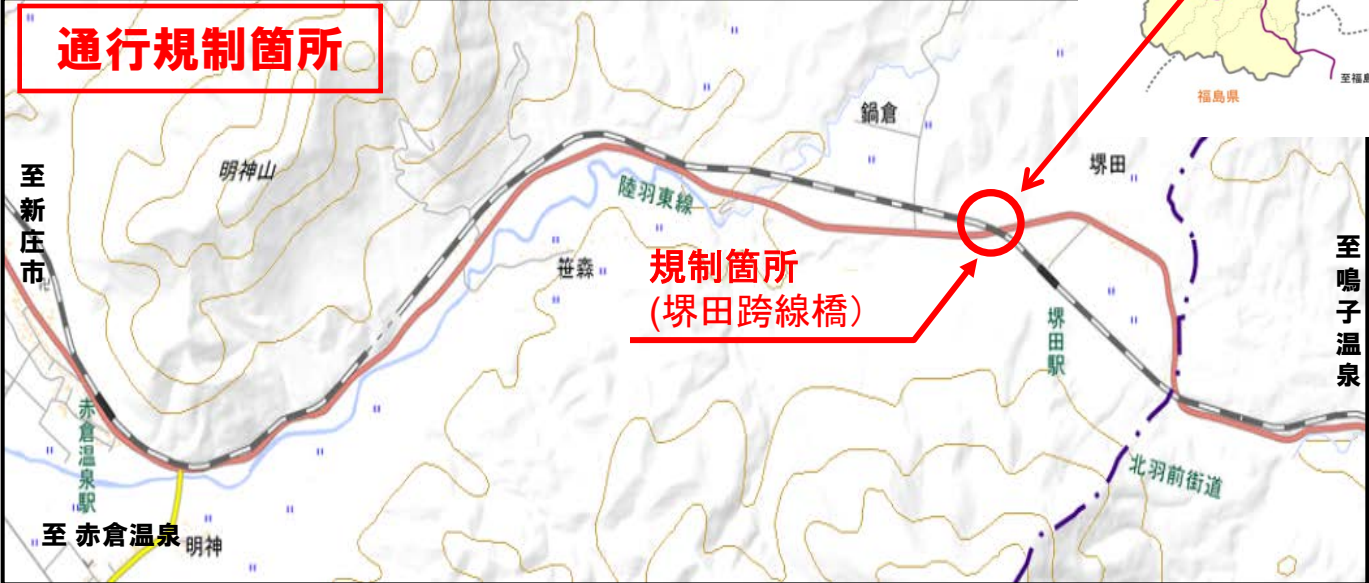 通行規制箇所
至福島
福島県
鍋倉
堺田
明神山
至新庄市
陸羽東線
笹森
規制箇所
(堺田跨線橋)
堺田駅
至鳴子温泉
赤倉温泉駅
北羽前街道
至 赤倉温泉
明神